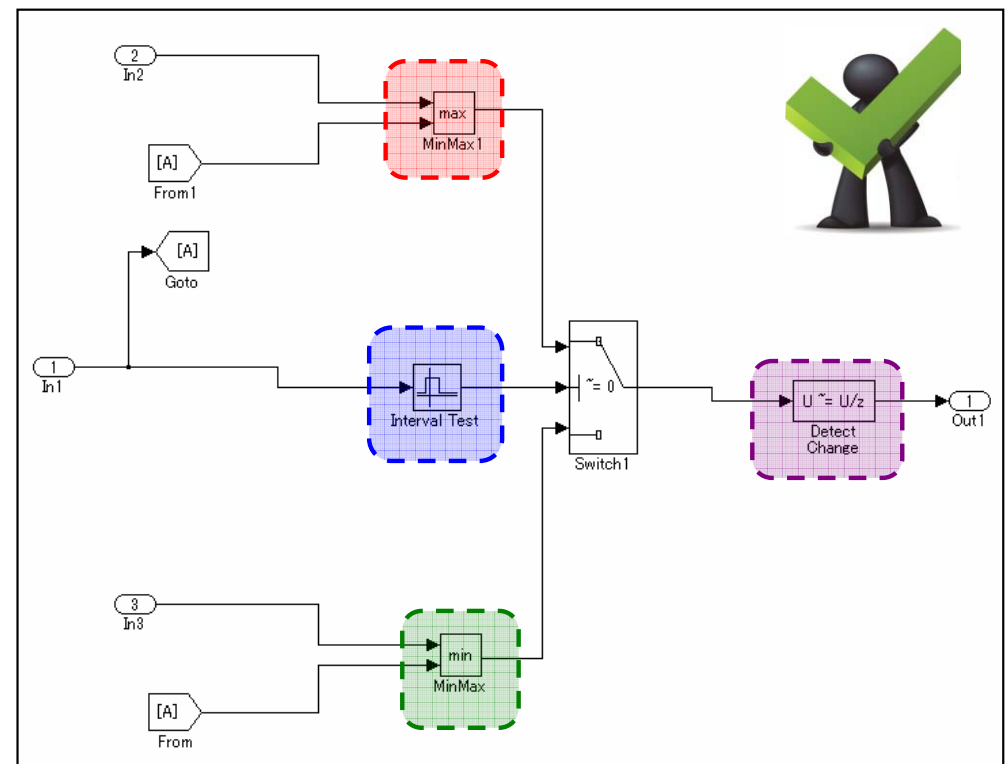 2
In2
max
MinMax1
[A]
From1
[A]
Goto
1
In1
Interval Test
~= 0
Switch1
U ~= U/z
Detect
Change
1
Out1
3
In3
min
MinMax
[A]
From